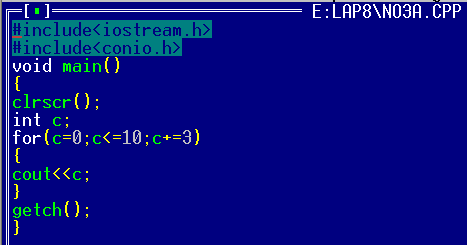 [▪] E:LAP8\NO3A.CPP
#include<iostream.h>
#include<conio.h>
void main()
{
clrscr();
int c;
for(c=0;c<=10;c+=3)
{
cout<<c;
}
getch();
}